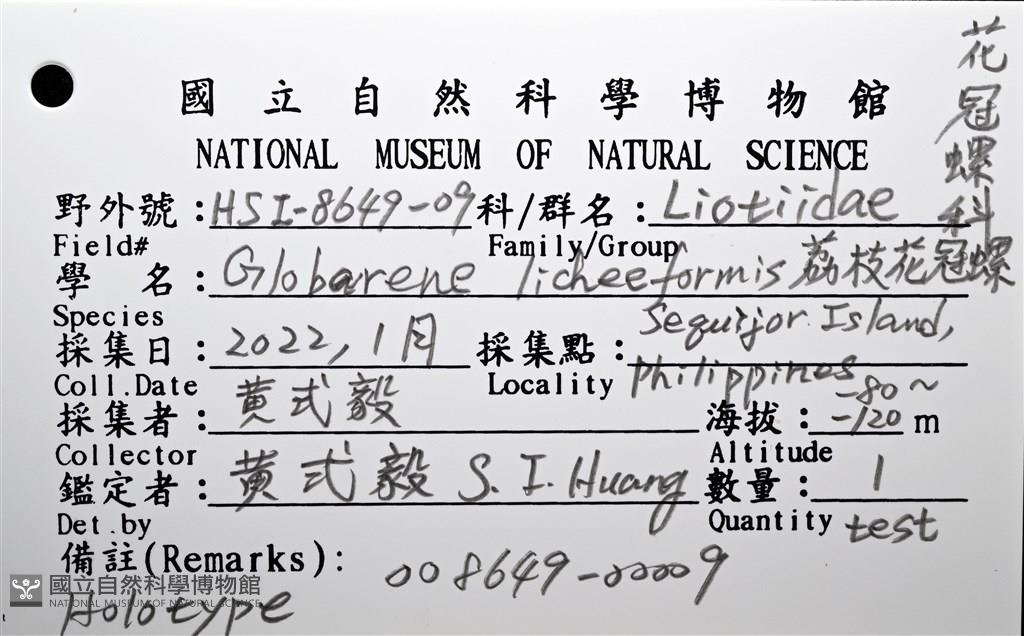 國立自然科學博物館
NATIONAL MUSEUM OF NATURAL SCIENCE
花冠螺科
野外號：HSI-8649-09 科/群名：Liotiidae
Field# Family/Group
學 名：Globarene licheeformis 荔枝花冠螺
Species
採集日：2022, 1月 採集點：Sequijor Island,
Philippines
Coll.Date Locality
採集者：黄式毅 海拔：-80~
-120 m
Collector Altitude
鑑定者：黄式毅 S. I. Huang 數量：1
Det.by Quantity test
備註(Remarks): 008649-00009
Holotype
國立自然科學博物館
NATIONAL MUSEUM OF NATURAL SCIENCE